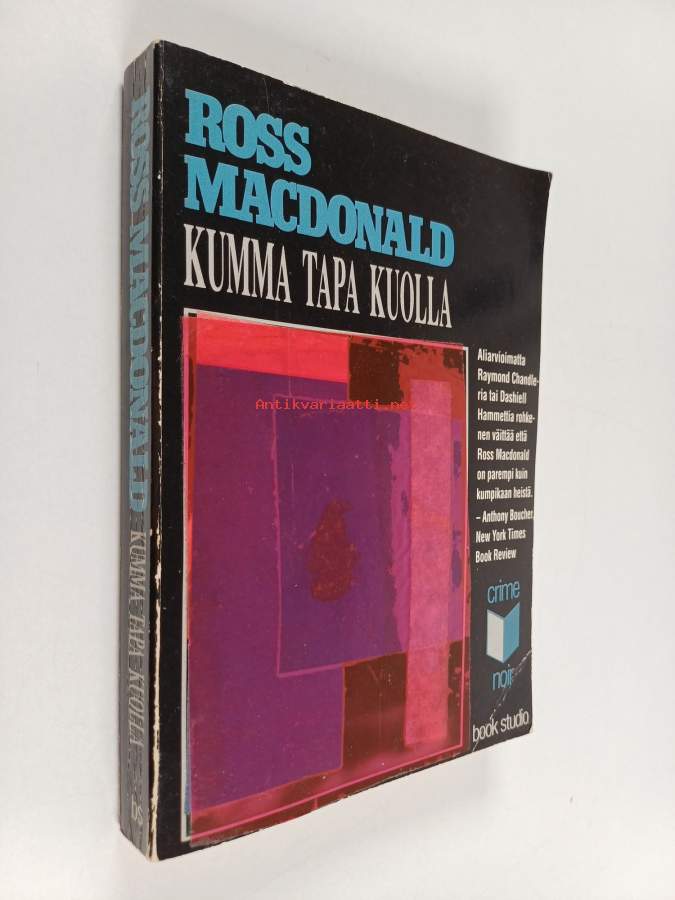 ROSS
MACDONALD
KUMMA TAPA KUOLLA
Aliarvioimatta
Raymond Chandle-
ria tai Dashiell
Hammettia rohke-
nen väittää että
Ross Macdonald
on parempi kuin
kumpikaan heistä.
– Anthony Boucher,
New York Times
Book Review
crime
noir
book studio
Antikvariaatti.net
ROSS MACDONALD KUMMA TAPA KUOLLA
bs